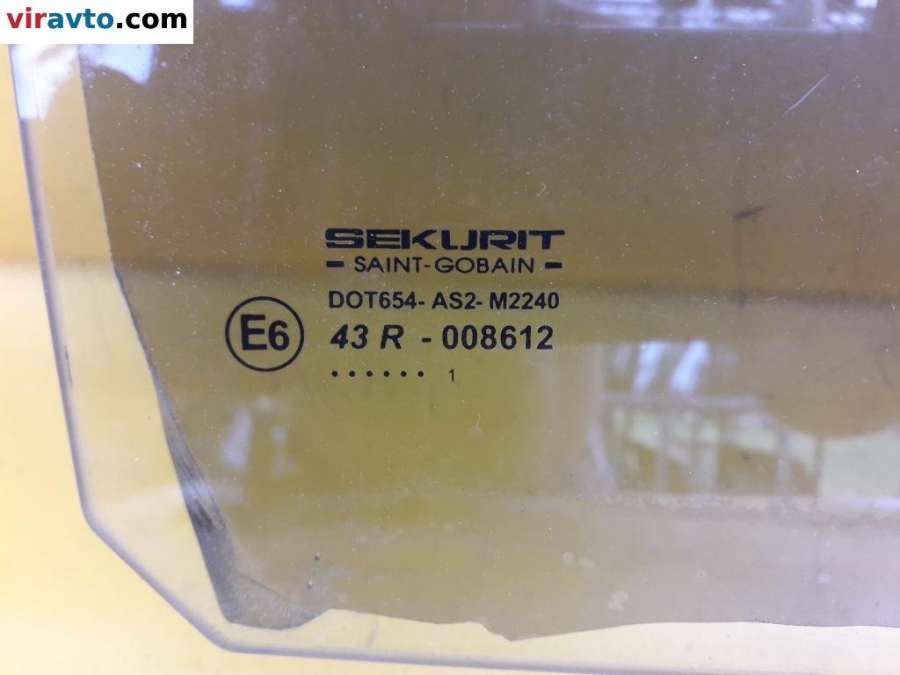 viravto.com
SEKURIT
- SAINT-GOBAIN -
DOT654- AS2- M2240
E6 43 R - 008612
...... 1